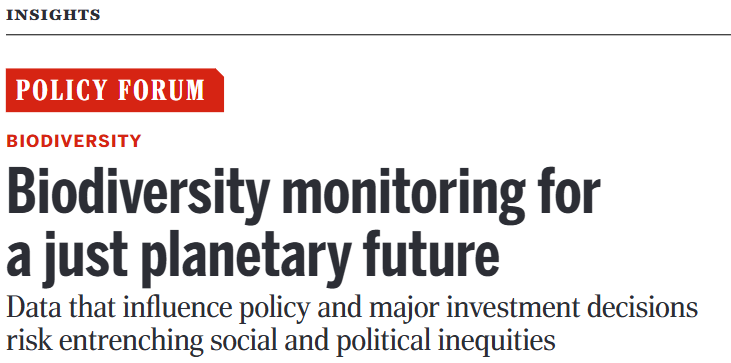 INSIGHTS
POLICY FORUM
BIODIVERSITY
Biodiversity monitoring for
a just planetary future
Data that influence policy and major investment decisions
risk entrenching social and political inequities